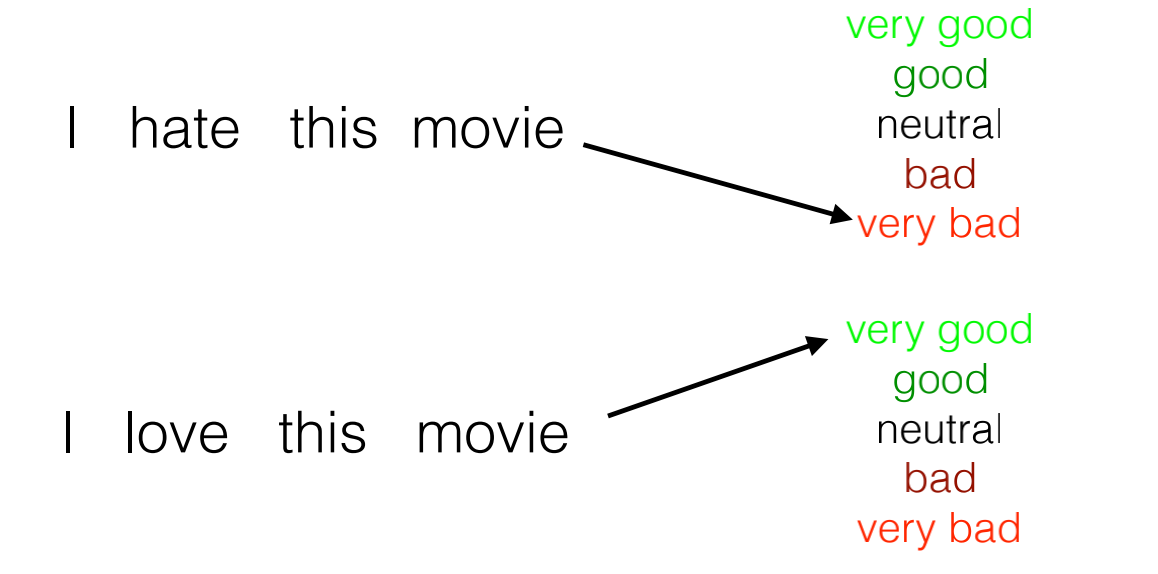 I hate this movie
very good
good
neutral
bad
very bad
I love this movie
very good
good
neutral
bad
very bad